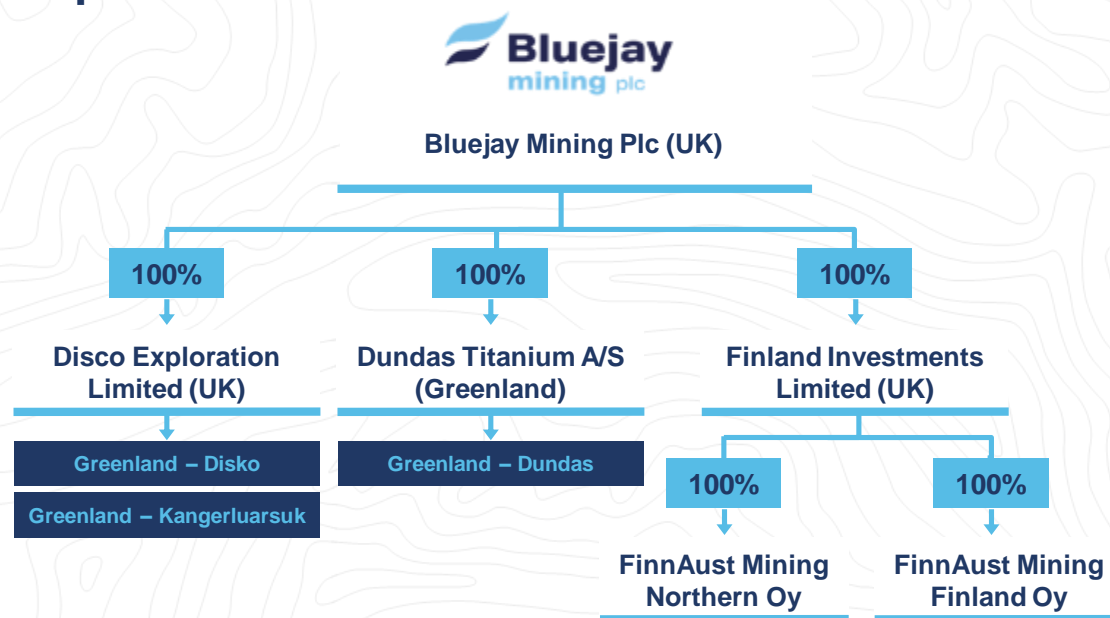 Bluejay
mining plc
Bluejay Mining Plc (UK)
100%
100%
100%
Disco Exploration
Limited (UK)
Dundas Titanium A/S
(Greenland)
Finland Investments
Limited (UK)
Greenland – Disko
Greenland – Kangerluarsuk
Greenland – Dundas
100%
100%
FinnAust Mining
Northern Oy
FinnAust Mining
Finland Oy